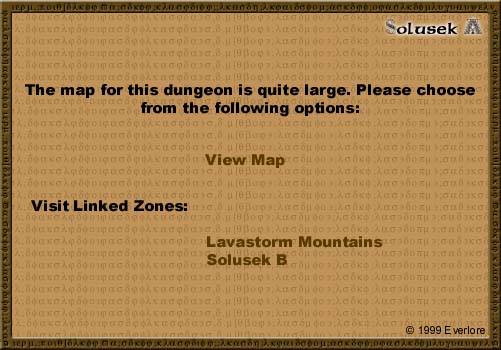 Solusek A
The map for this dungeon is quite large. Please choose
from the following options:
View Map
Visit Linked Zones:
Lavastorm Mountains
Solusek B
© 1999 Everlore